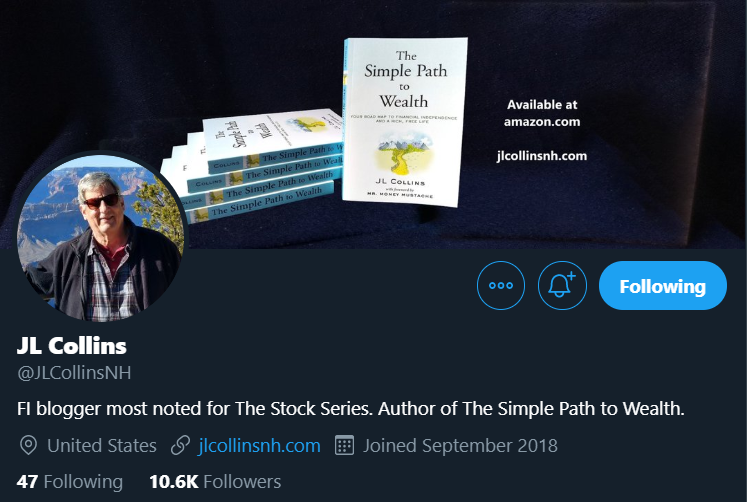 The
Simple Path
to
Wealth
YOUR ROAD MAP TO FINANCIAL INDEPENDENCE
AND A RICH, FREE LIFE
JL COLLINS
with foreword by
MR. MONEY MUSTACHE
The
Simple Path
to
Wealth
COLLINS The Simple Path to W
COLLINS The Simple Path to W
The Simple Path to Wealth
The Simple Path to Wealth
Available at
amazon.com
jlcollinsnh.com
Following
JL Collins
@JLCollinsNH
FI blogger most noted for The Stock Series. Author of The Simple Path to Wealth.
United States jlcollinsnh.com Joined September 2018
47 Following 10.6K Followers